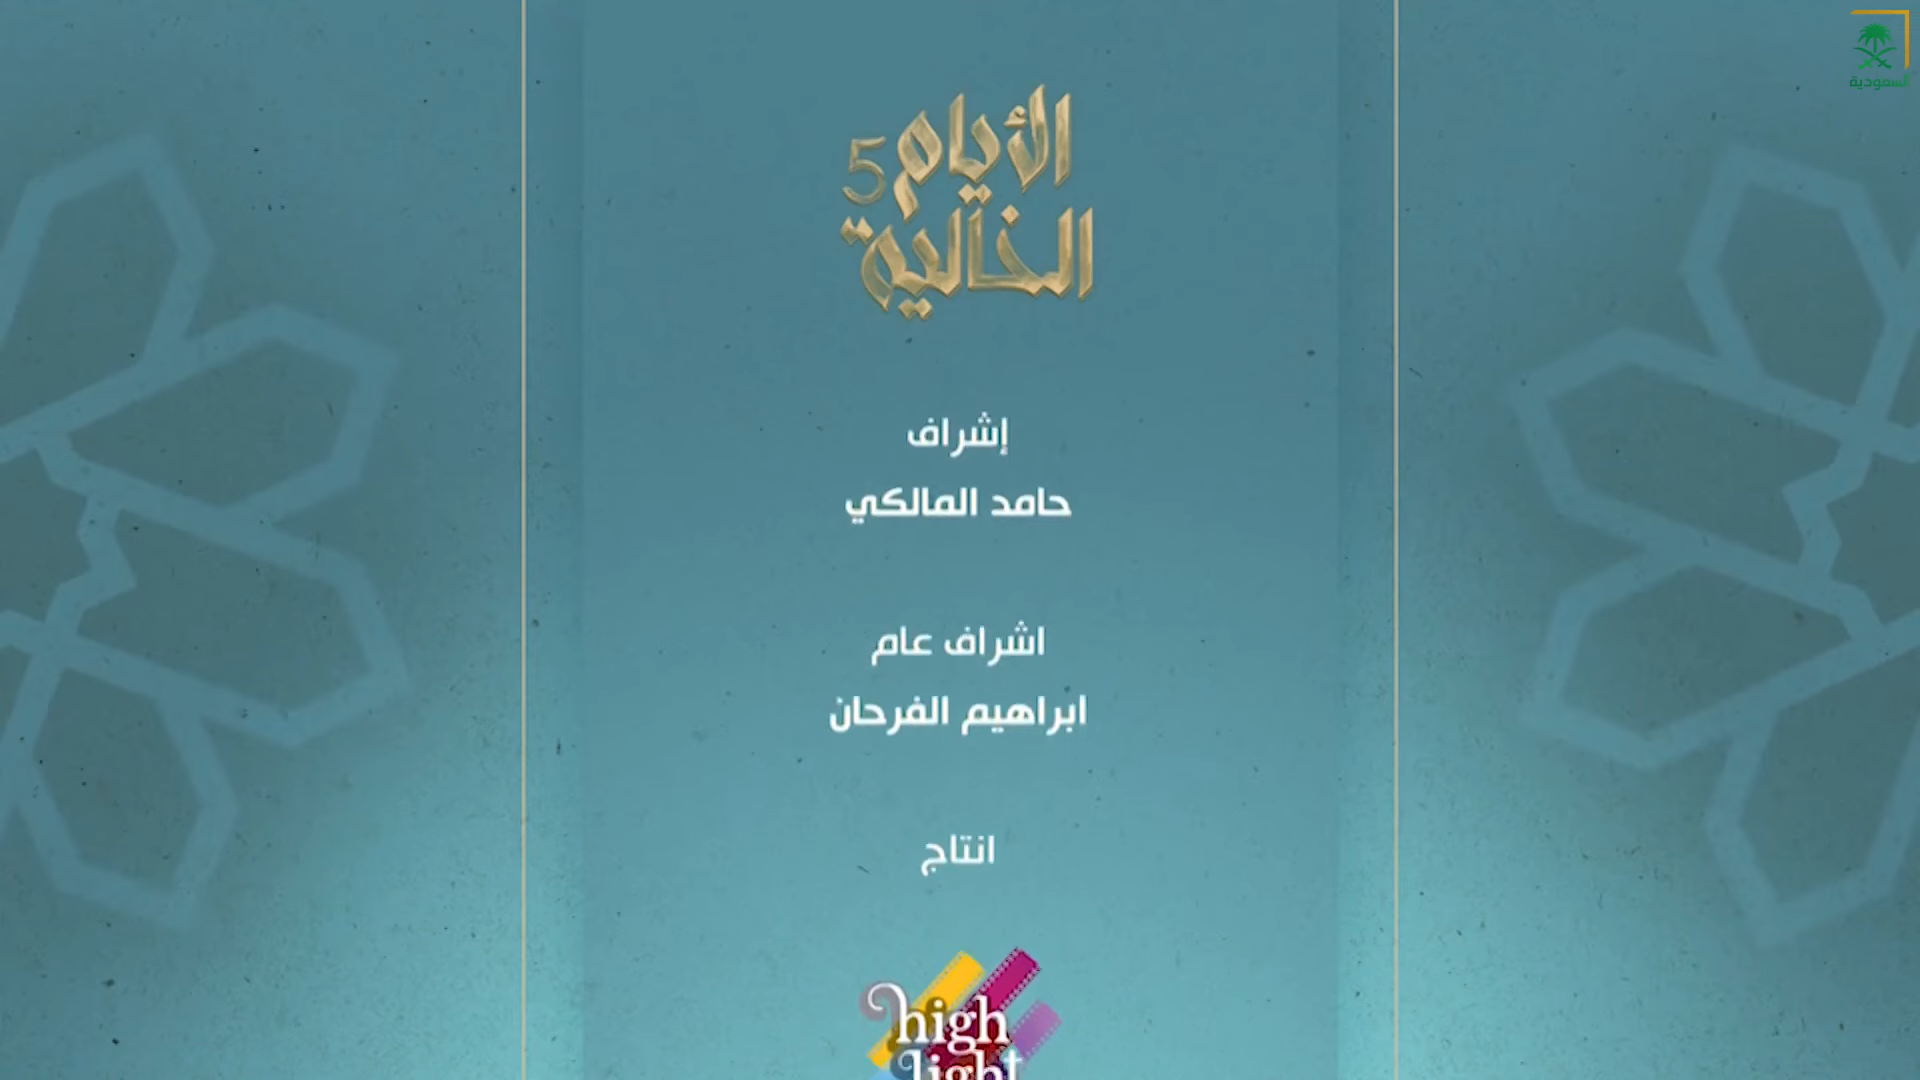 السعودية
الأيام 5
الخالية
إشراف
حامد المالكي
اشراف عام
ابراهيم الفرحان
انتاج
high
light